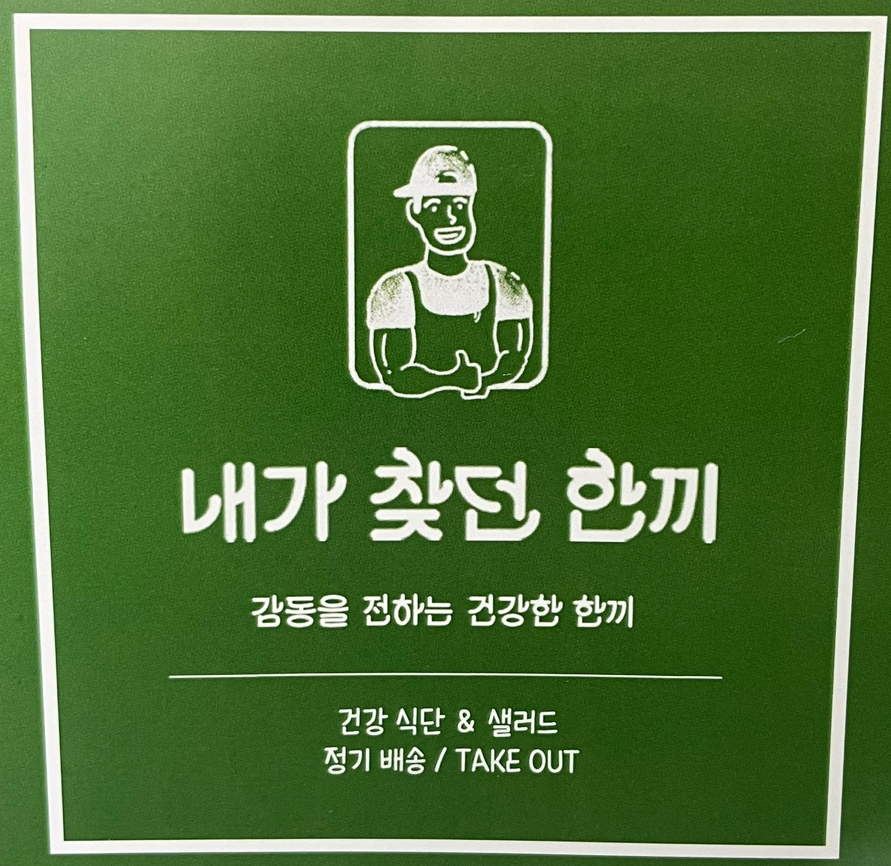 내가 찾던 한끼
감동을 전하는 건강한 한끼
건강 식단 & 샐러드
정기 배송 / TAKE OUT